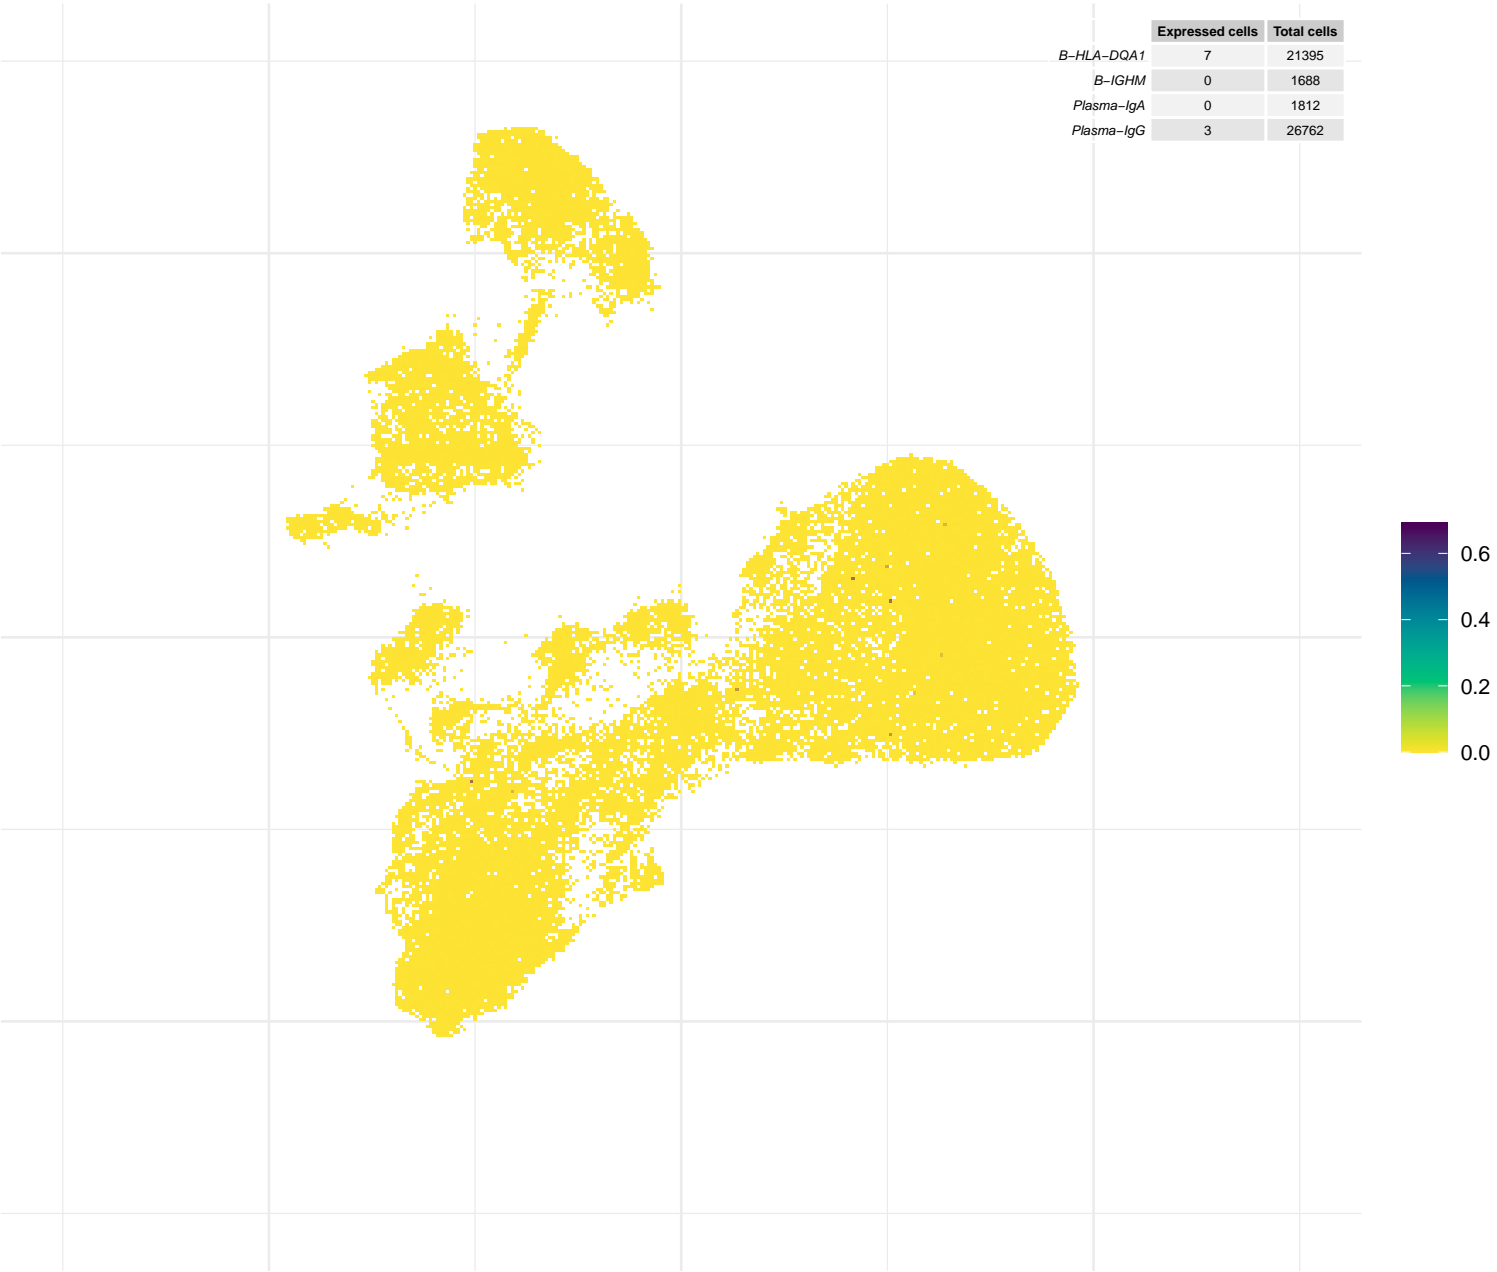 Expressed cells Total cells
B−HLA−DQA1 7 21395
B−IGHM 0 1688
Plasma−IgA 0 1812
Plasma−IgG 3 26762
0.6
0.4
0.2
0.0